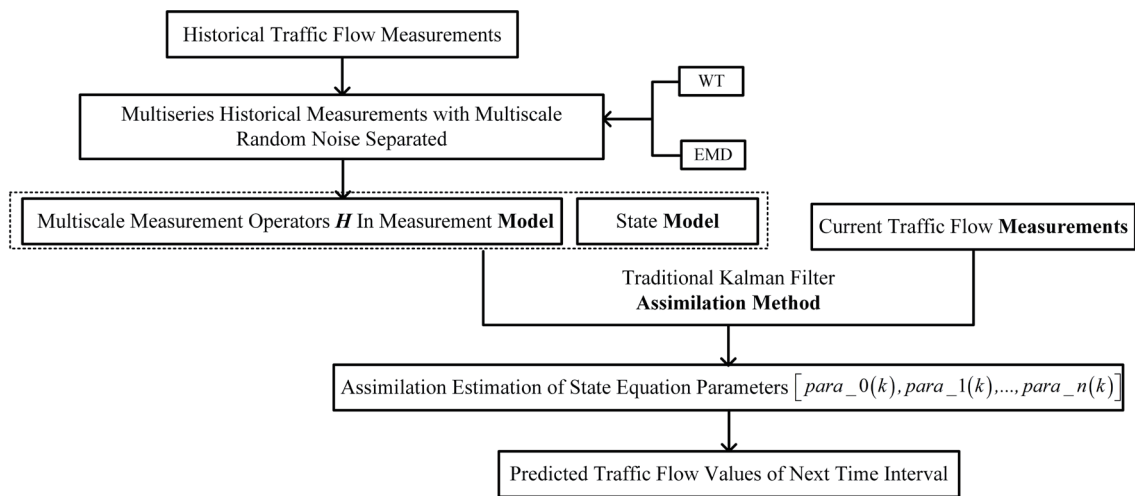 Historical Traffic Flow Measurements
WT
Multiseries Historical Measurements with Multiscale
Random Noise Separated
EMD
Multiscale Measurement Operators H In Measurement Model
State Model
Current Traffic Flow Measurements
Traditional Kalman Filter
Assimilation Method
Assimilation Estimation of State Equation Parameters [para_0(k), para_1(k),..., para_n(k)]
Predicted Traffic Flow Values of Next Time Interval